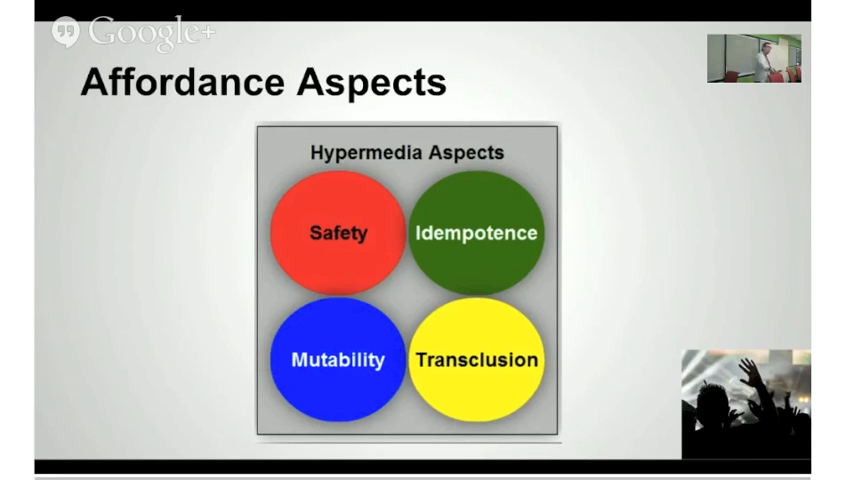 Google+
Affordance Aspects
Hypermedia Aspects
Safety
Idempotence
Mutability
Transclusion